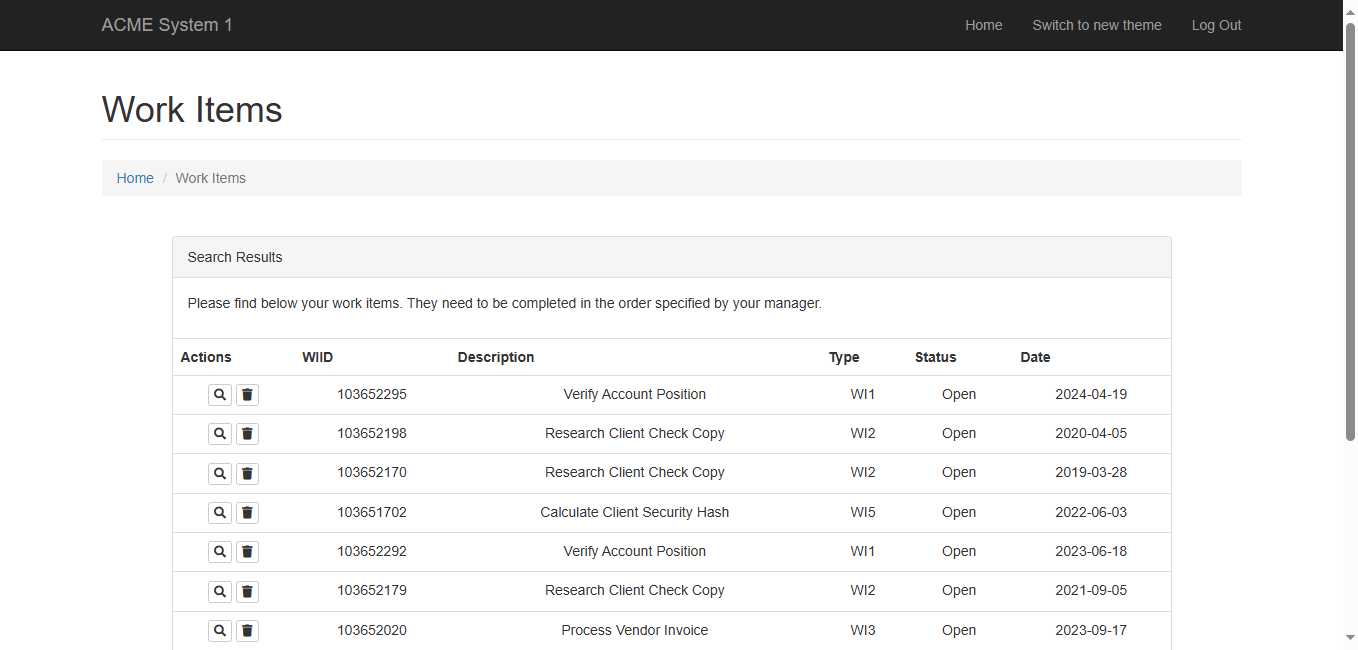 ACME System 1 Home Switch to new theme Log Out
Work Items
Home / Work Items
Search Results
Please find below your work items. They need to be completed in the order specified by your manager.
Actions WIID Description Type Status Date
103652295 Verify Account Position WI1 Open 2024-04-19
103652198 Research Client Check Copy WI2 Open 2020-04-05
103652170 Research Client Check Copy WI2 Open 2019-03-28
103651702 Calculate Client Security Hash WI5 Open 2022-06-03
103652292 Verify Account Position WI1 Open 2023-06-18
103652179 Research Client Check Copy WI2 Open 2021-09-05
103652020 Process Vendor Invoice WI3 Open 2023-09-17